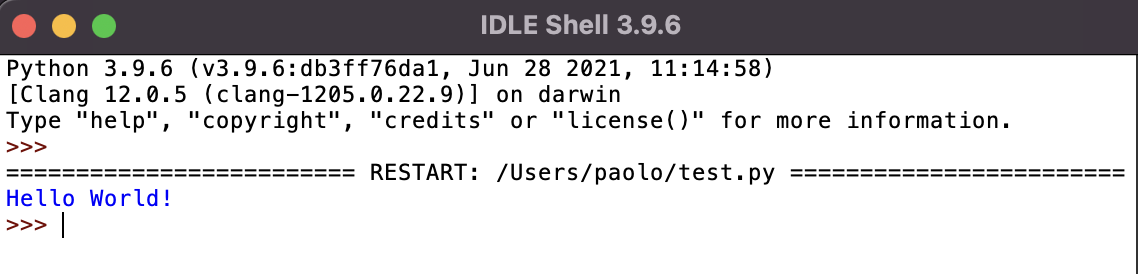 IDLE Shell 3.9.6
Python 3.9.6 (v3.9.6:db3ff76da1, Jun 28 2021, 11:14:58)
[Clang 12.0.5 (clang-1205.0.22.9)] on darwin
Type "help", "copyright", "credits" or "license()" for more information.
>>>
========================= RESTART: /Users/paolo/test.py ========================
Hello World!
>>>